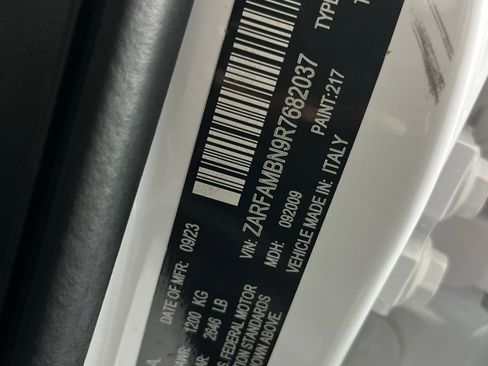 DATE OF MFR: 09/23
1200 KG
2646 LB
FEDERAL MOTOR
STANDARDS
ABOVE.
VIN: ZARFAMBN9R7682037
TYPE
MDH: 092009
PAINT: 217
VEHICLE MADE IN: ITALY